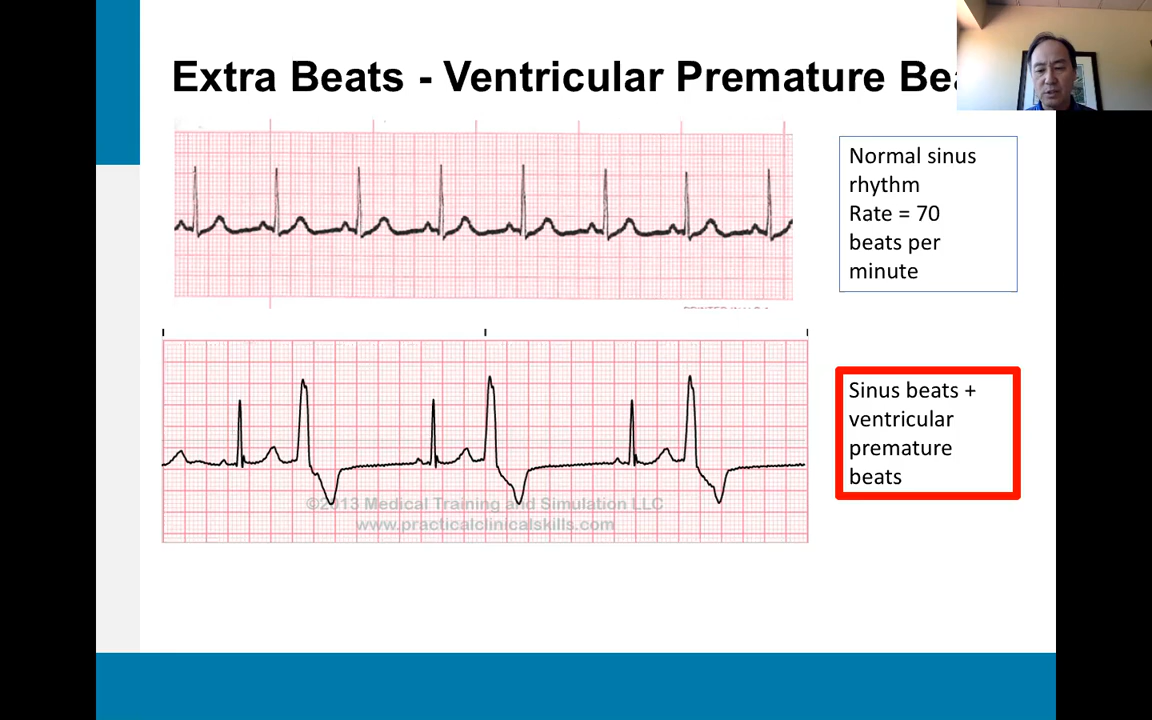 Extra Beats - Ventricular Premature
Normal sinus
rhythm
Rate = 70
beats per
minute
Sinus beats +
ventricular
premature
beats
©2013 Medical Training and Simulation LLC
www.practicalclinicalskills.com